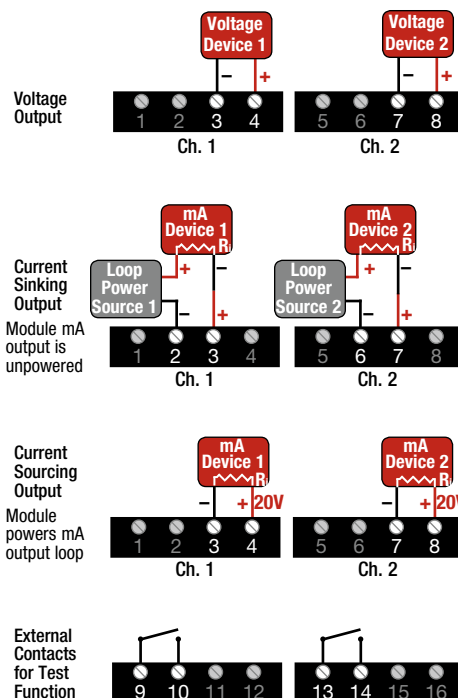 Voltage
Device 1
Voltage
Device 2
– +
– +
Voltage
Output
1 2 3 4
5 6 7 8
Ch. 1
Ch. 2
mA
Device 1
Ri
mA
Device 2
Ri
Current
Sinking
Output
Module mA
output is
unpowered
Loop
Power
Source 1
+ –
– +
Loop
Power
Source 2
+ –
– +
1 2 3 4
5 6 7 8
Ch. 1
Ch. 2
Current
Sourcing
Output
Module
powers mA
output loop
mA
Device 1
Ri
mA
Device 2
Ri
– + 20V
– + 20V
1 2 3 4
5 6 7 8
Ch. 1
Ch. 2
External
Contacts
for Test
Function
9 10 11 12
13 14 15 16